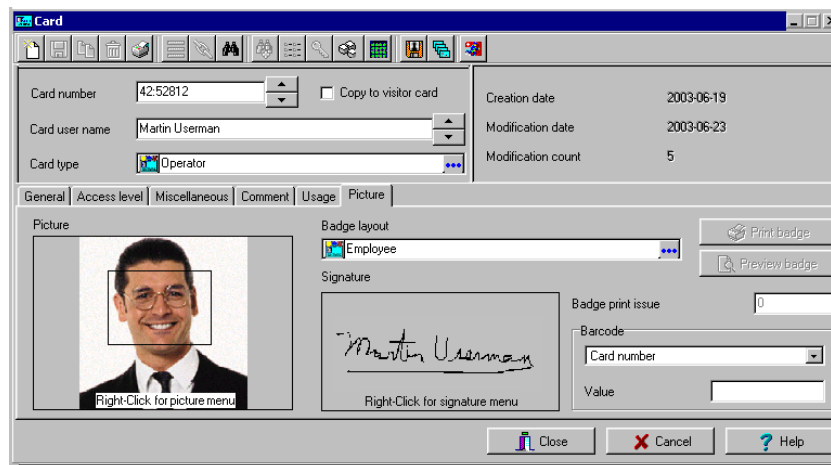 Card
Card number 42:52812 Copy to visitor card
Card user name Martin Userman
Card type Operator
Creation date 2003-06-19
Modification date 2003-06-23
Modification count 5
General Access level Miscellaneous Comment Usage Picture
Picture
Right-Click for picture menu
Badge layout
Employee
Signature
Martin Userman
Right-Click for signature menu
Print badge
Preview badge
Badge print issue 0
Barcode
Card number
Value
Close Cancel Help